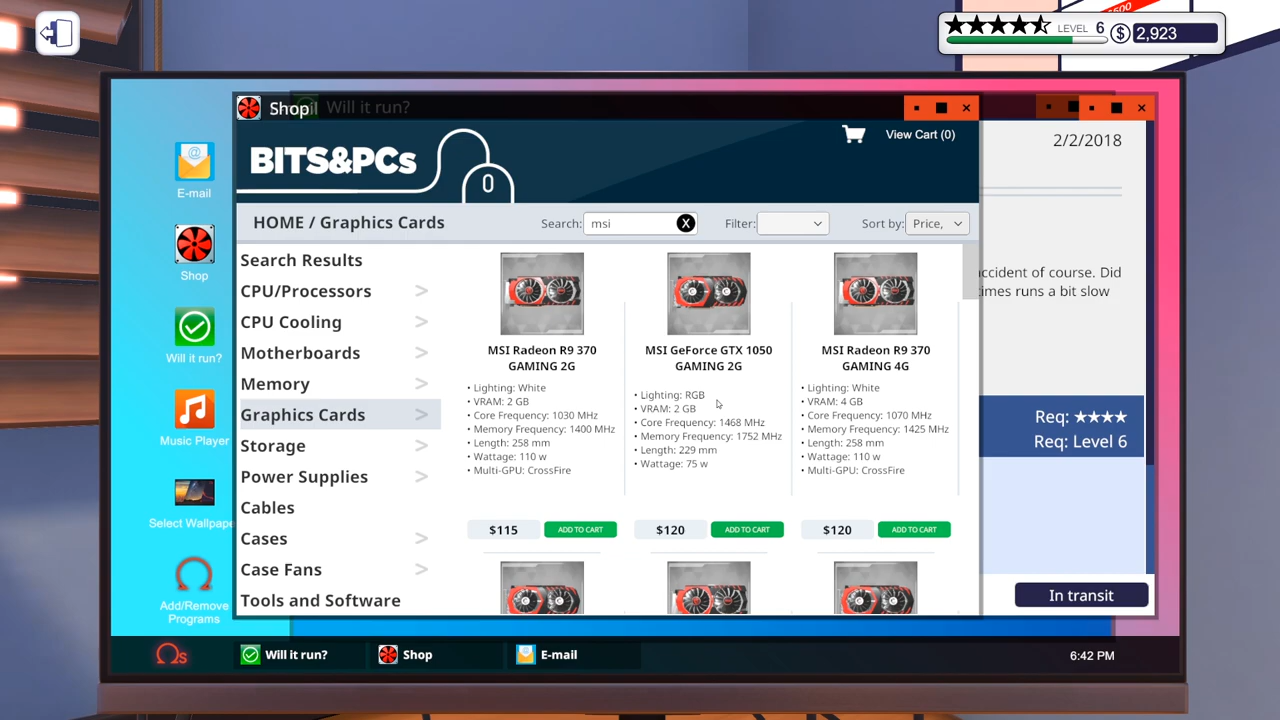 500
LEVEL 6
$ 2,923
Shop
Will it run?
BITS&PCs
0
View Cart (0)
2/2/2018
HOME / Graphics Cards
Search: msi X
Filter:
Sort by: Price,
E-mail
Shop
Will it run?
Music Player
Select Wallpape
Add/Remove
Programs
Search Results
CPU/Processors >
CPU Cooling >
Motherboards >
Memory >
Graphics Cards >
Storage >
Power Supplies >
Cables
Cases >
Case Fans >
Tools and Software
MSI Radeon R9 370
GAMING 2G
• Lighting: White
• VRAM: 2 GB
• Core Frequency: 1030 MHz
• Memory Frequency: 1400 MHz
• Length: 258 mm
• Wattage: 110 w
• Multi-GPU: CrossFire
$115
ADD TO CART
MSI GeForce GTX 1050
GAMING 2G
• Lighting: RGB
• VRAM: 2 GB
• Core Frequency: 1468 MHz
• Memory Frequency: 1752 MHz
• Length: 229 mm
• Wattage: 75 w
$120
ADD TO CART
MSI Radeon R9 370
GAMING 4G
• Lighting: White
• VRAM: 4 GB
• Core Frequency: 1070 MHz
• Memory Frequency: 1425 MHz
• Length: 258 mm
• Wattage: 110 w
• Multi-GPU: CrossFire
$120
ADD TO CART
ccident of course. Did
times runs a bit slow
Req: ★★★★
Req: Level 6
In transit
Ωs
Will it run?
Shop
E-mail
6:42 PM